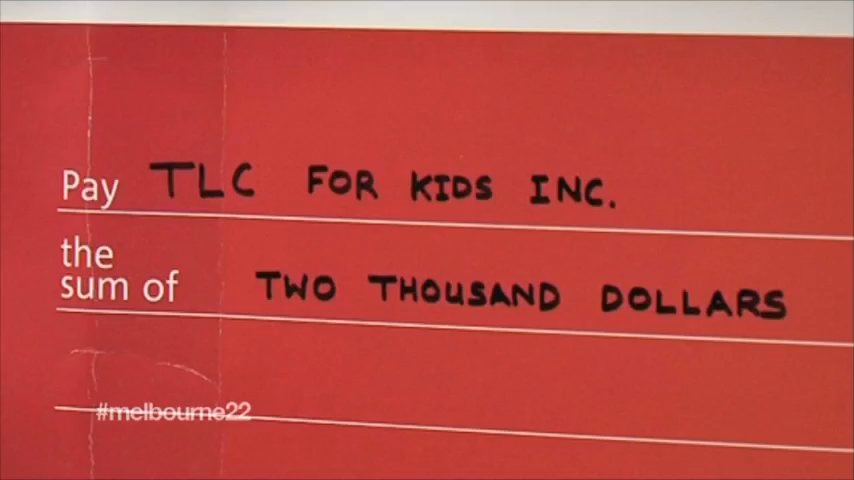 Pay TLC FOR KIDS INC.
the
sum of TWO THOUSAND DOLLARS
#melbourne22